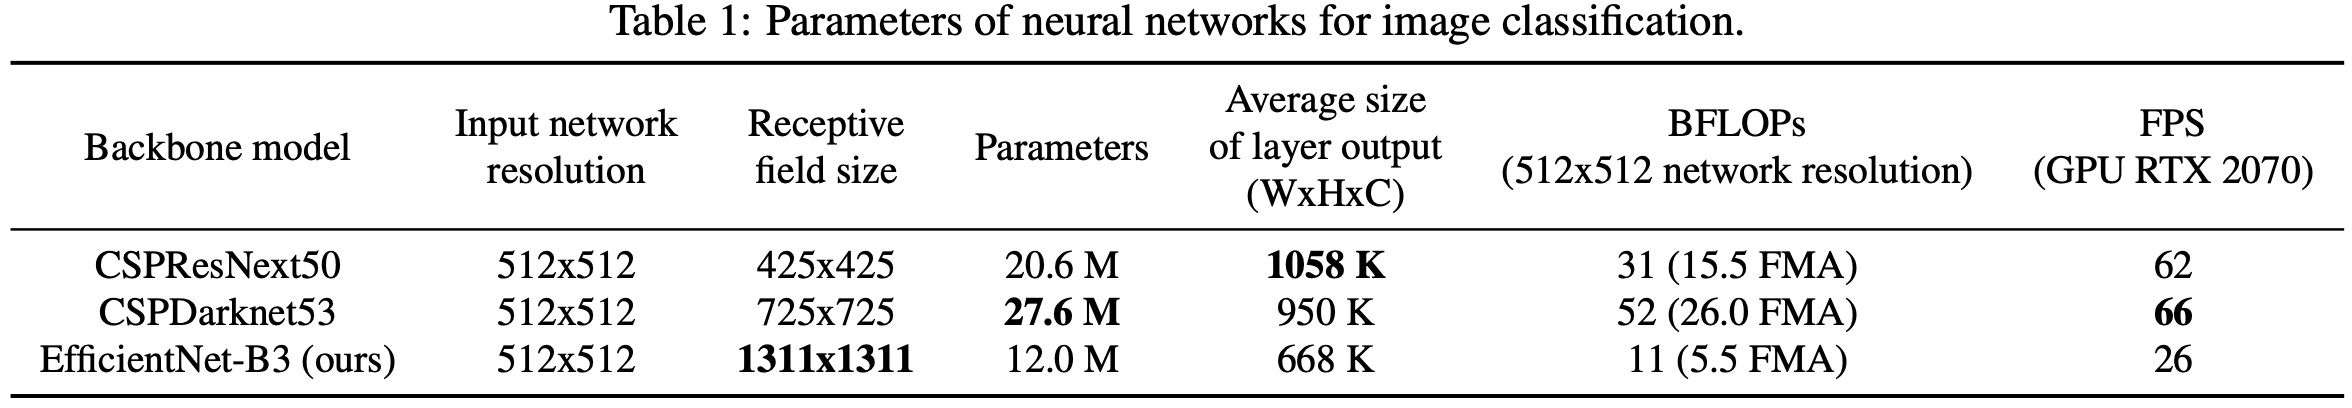 Table 1: Parameters of neural networks for image classification.
Backbone model Input network resolution Receptive field size Parameters Average size of layer output (WxHxC) BFLOPs (512x512 network resolution) FPS (GPU RTX 2070)
CSPResNext50 512x512 425x425 20.6 M 1058 K 31 (15.5 FMA) 62
CSPDarknet53 512x512 725x725 27.6 M 950 K 52 (26.0 FMA) 66
EfficientNet-B3 (ours) 512x512 1311x1311 12.0 M 668 K 11 (5.5 FMA) 26